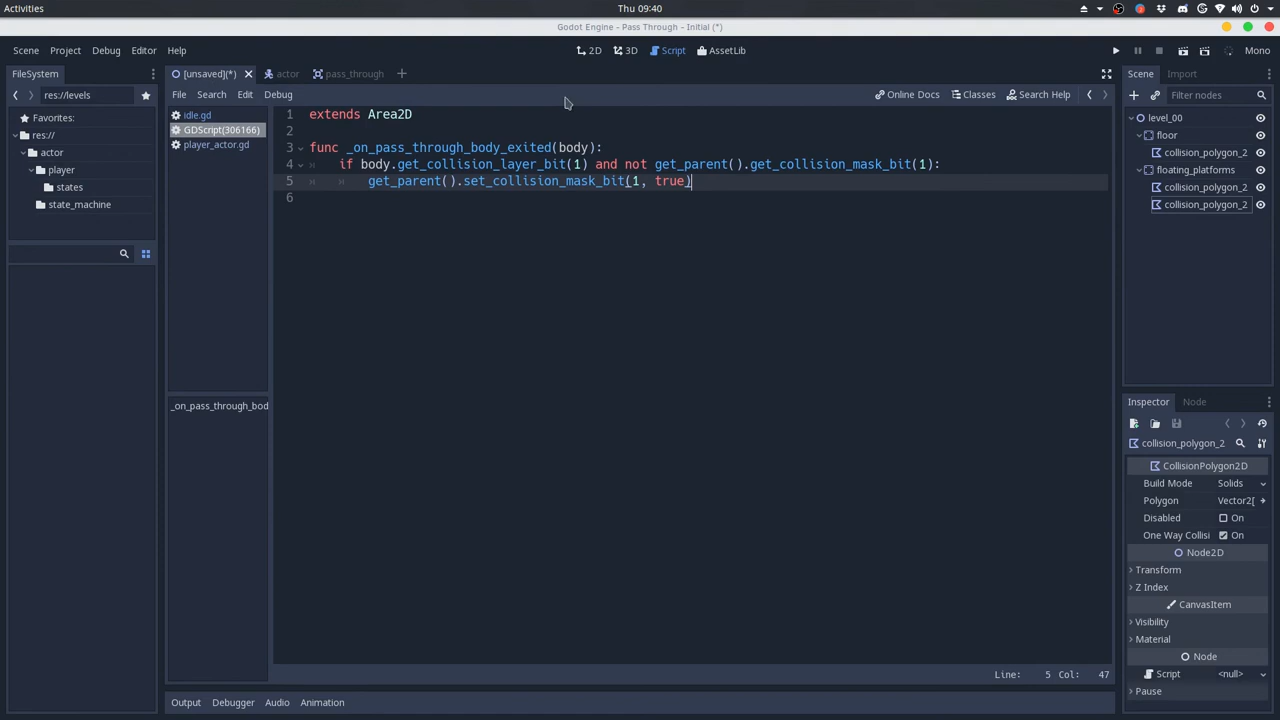 Activities
Thu 09:40
Godot Engine - Pass Through - Initial (*)
Scene Project Debug Editor Help
2D 3D Script AssetLib
Mono
FileSystem
res://levels
Favorites:
res://
actor
player
states
state_machine
[unsaved](*) actor pass_through
File Search Edit Debug
Online Docs Classes Search Help
idle.gd
GDScript(306166)
player_actor.gd
_on_pass_through_bod
1 extends Area2D
2
3 func _on_pass_through_body_exited(body):
4 if body.get_collision_layer_bit(1) and not get_parent().get_collision_mask_bit(1):
5 get_parent().set_collision_mask_bit(1, true)
6
Line: 5 Col: 47
Output Debugger Audio Animation
Scene Import
Filter nodes
level_00
floor
collision_polygon_2
floating_platforms
collision_polygon_2
collision_polygon_2
Inspector Node
collision_polygon_2
CollisionPolygon2D
Build Mode Solids
Polygon Vector2[
Disabled On
One Way Collisi On
Node2D
Transform
Z Index
CanvasItem
Visibility
Material
Node
Script <null>
Pause